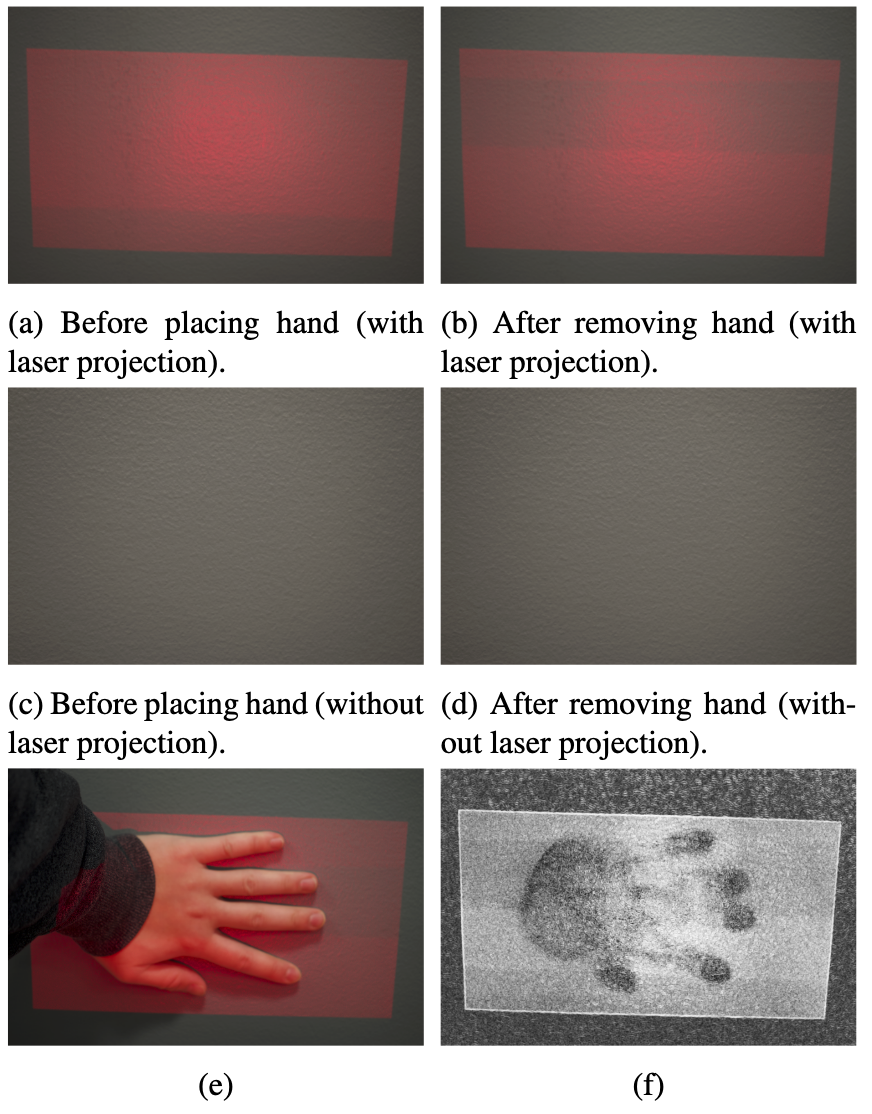 (a) Before placing hand (with
laser projection).
(b) After removing hand (with
laser projection).
(c) Before placing hand (without
laser projection).
(d) After removing hand (with-
out laser projection).
(e)
(f)